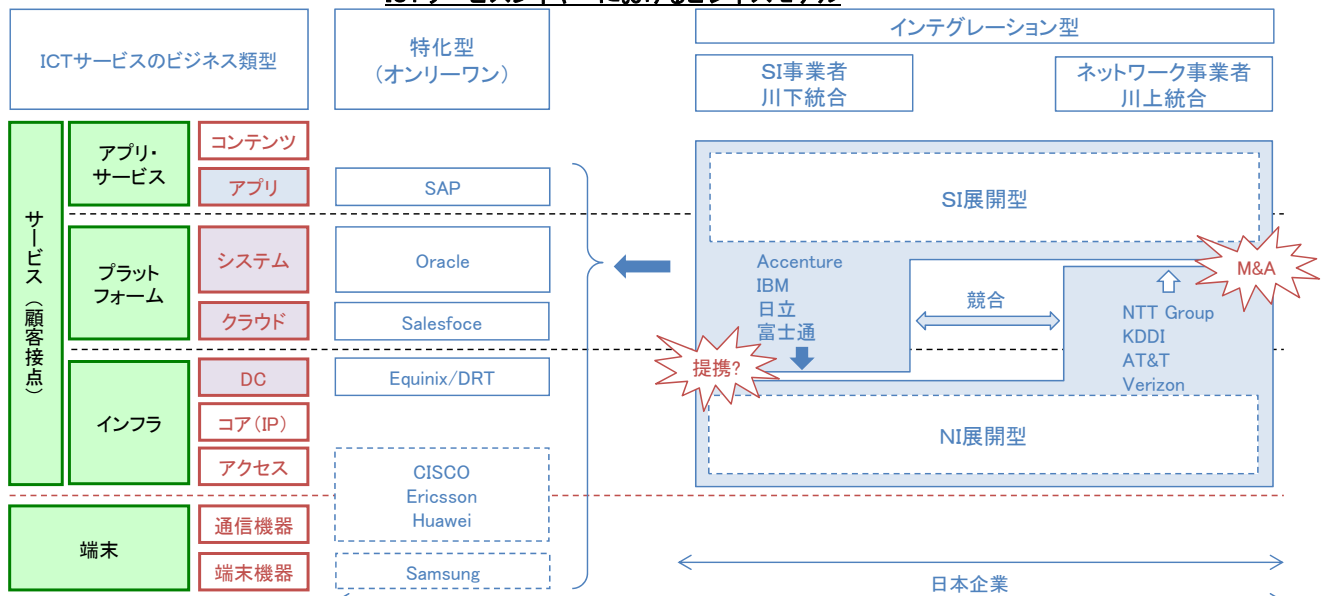 ICTサービスのビジネス類型
特化型
（オンリーワン）
インテグレーション型
SI事業者
川下統合
ネットワーク事業者
川上統合
サービス（顧客接点）
アプリ・
サービス
コンテンツ
アプリ
SAP
プラット
フォーム
システム
Oracle
クラウド
Salesfoce
インフラ
DC
Equinix/DRT
コア（IP）
アクセス
CISCO
Ericsson
Huawei
端末
通信機器
端末機器
Samsung
SI展開型
Accenture
IBM
日立
富士通
競合
M&A
NTT Group
KDDI
AT&T
Verizon
提携?
NI展開型
日本企業